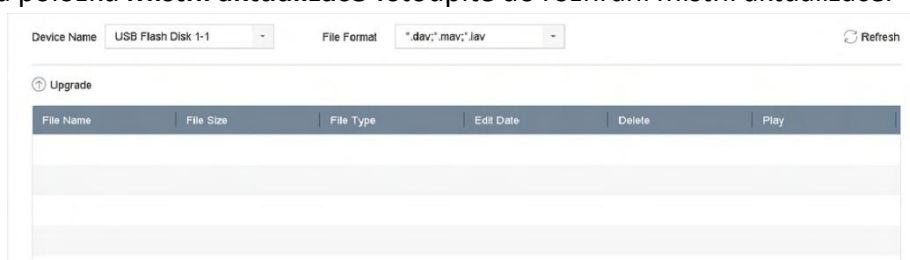 Device Name USB Flash Disk 1-1 File Format *.dav;*.mav;*.iav Refresh
Upgrade
File Name File Size File Type Edit Date Delete Play